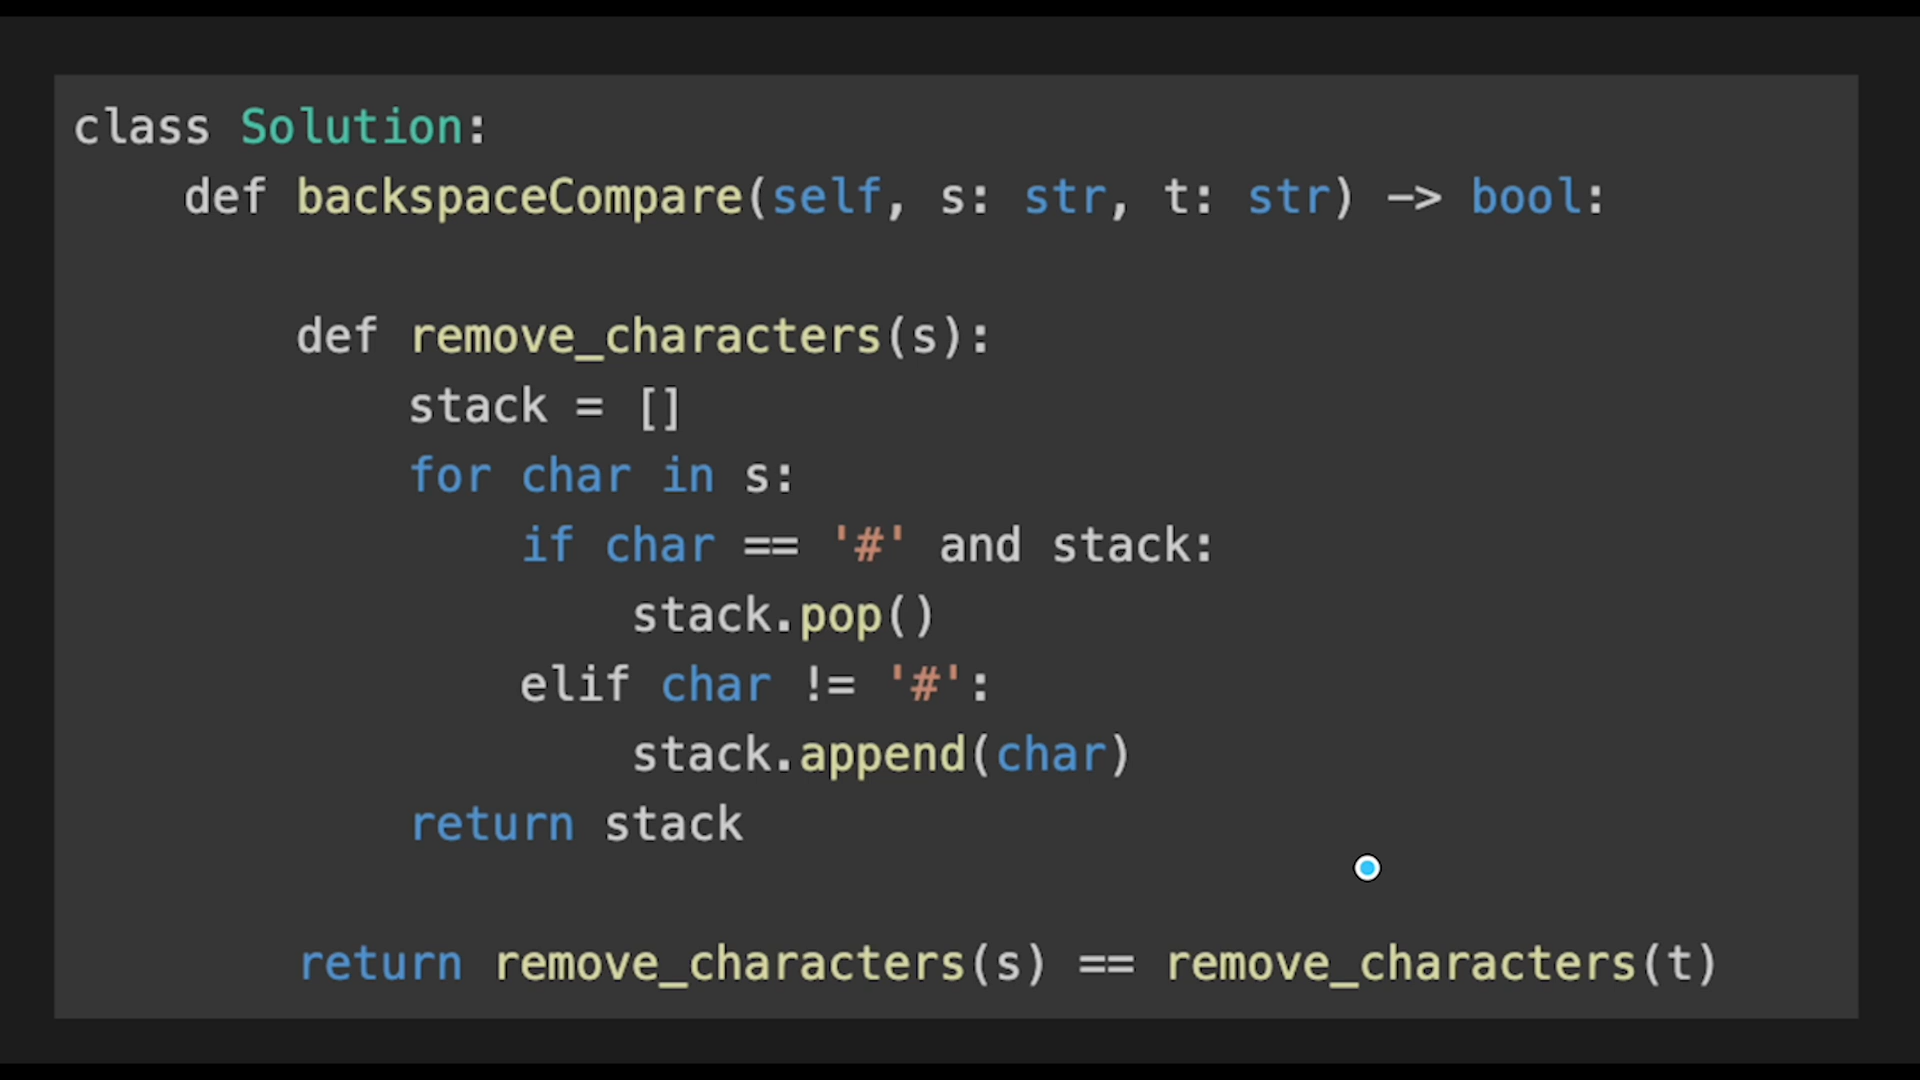 class Solution:
    def backspaceCompare(self, s: str, t: str) -> bool:

        def remove_characters(s):
            stack = []
            for char in s:
                if char == '#' and stack:
                    stack.pop()
                elif char != '#':
                    stack.append(char)
            return stack

        return remove_characters(s) == remove_characters(t)